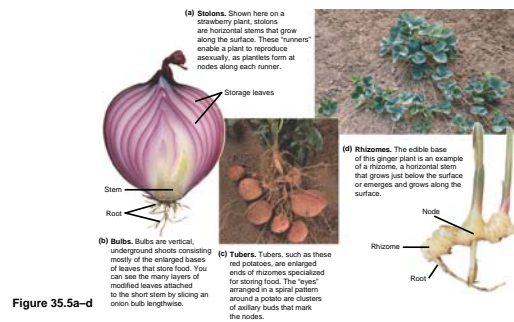 (a) Stolons. Shown here on a
strawberry plant, stolons
are horizontal stems that grow
along the surface. These “runners”
enable a plant to reproduce
asexually, as plantlets form at
nodes along each runner.
Storage leaves
Stem
Root
(b) Bulbs. Bulbs are vertical,
underground shoots consisting
mostly of the enlarged bases
of leaves that store food. You
can see the many layers of
modified leaves attached
to the short stem by slicing an
onion bulb lengthwise.
(c) Tubers. Tubers, such as these
red potatoes, are enlarged
ends of rhizomes specialized
for storing food. The “eyes”
arranged in a spiral pattern
around a potato are clusters
of axillary buds that mark
the nodes.
(d) Rhizomes. The edible base
of this ginger plant is an example
of a rhizome, a horizontal stem
that grows just below the surface
or emerges and grows along the
surface.
Node
Rhizome
Root
Figure 35.5a–d